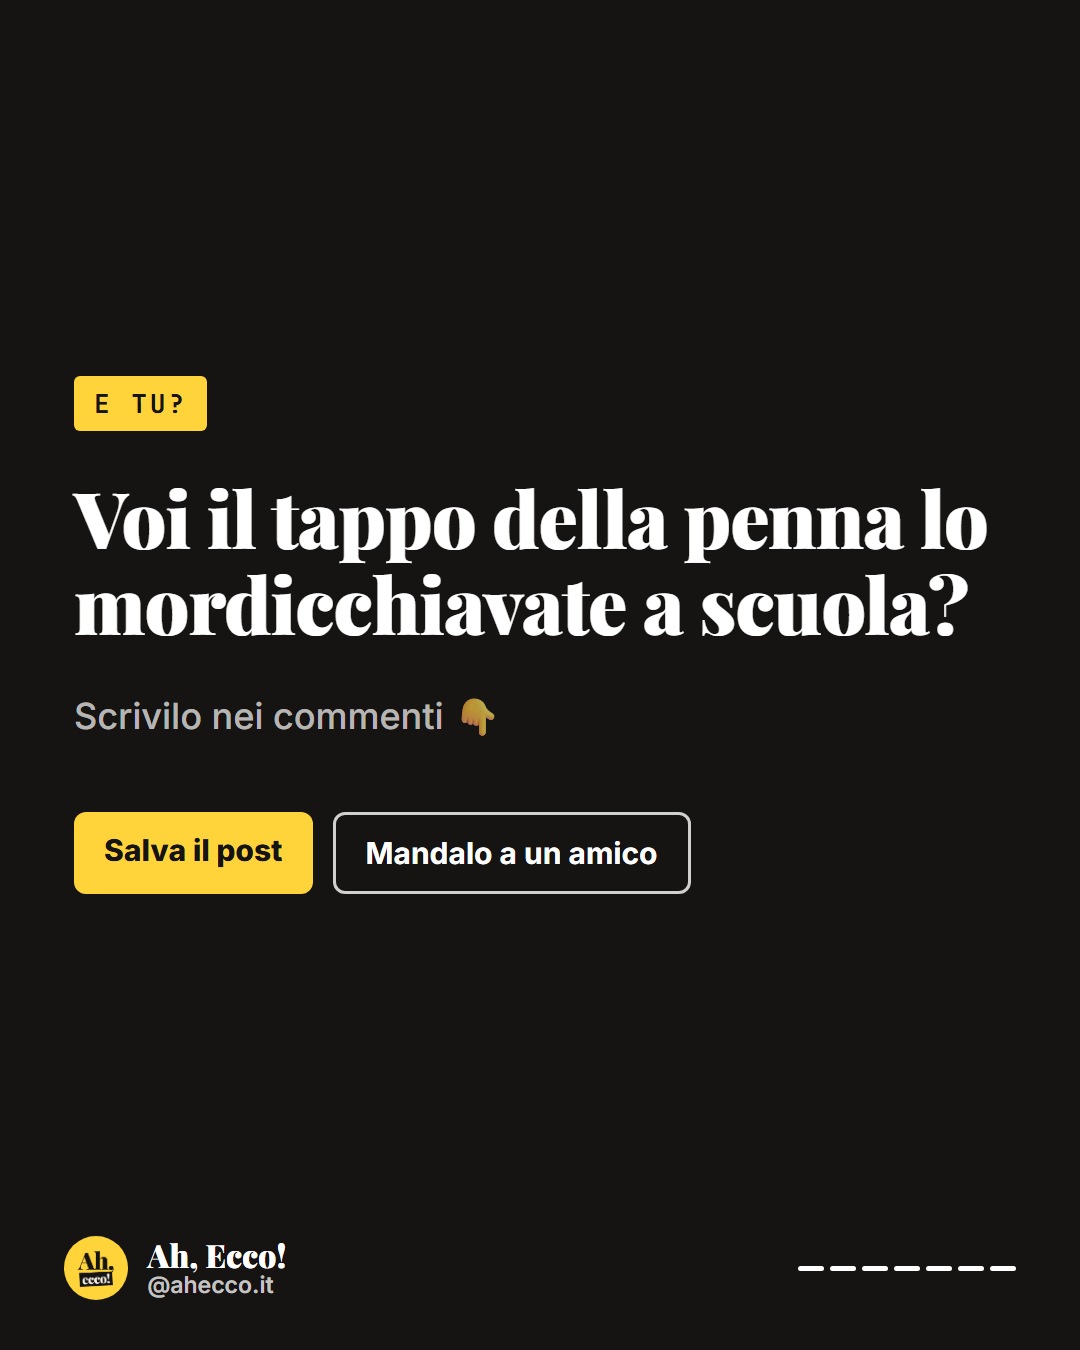 E TU?
Voi il tappo della penna lo
mordicchiavate a scuola?
Scrivilo nei commenti 👇
Salva il post
Mandalo a un amico
Ah,
ecco!
Ah, Ecco!
@ahecco.it